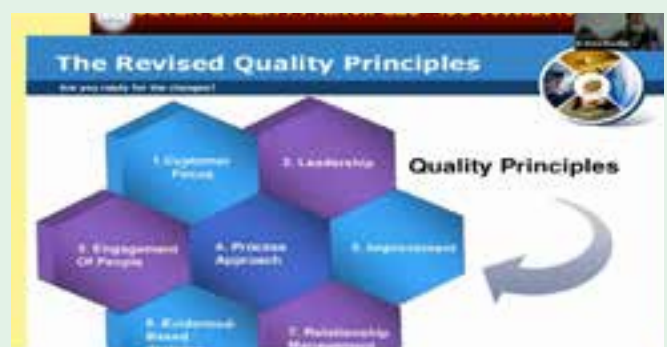 The Revised Quality Principles
Are you ready for the changes?
1.Customer
Focus
2. Leadership
Quality Principles
3. Engagement
Of People
4. Process
Approach
5. Improvement
6. Evidenced
Based
7. Relationship
Management